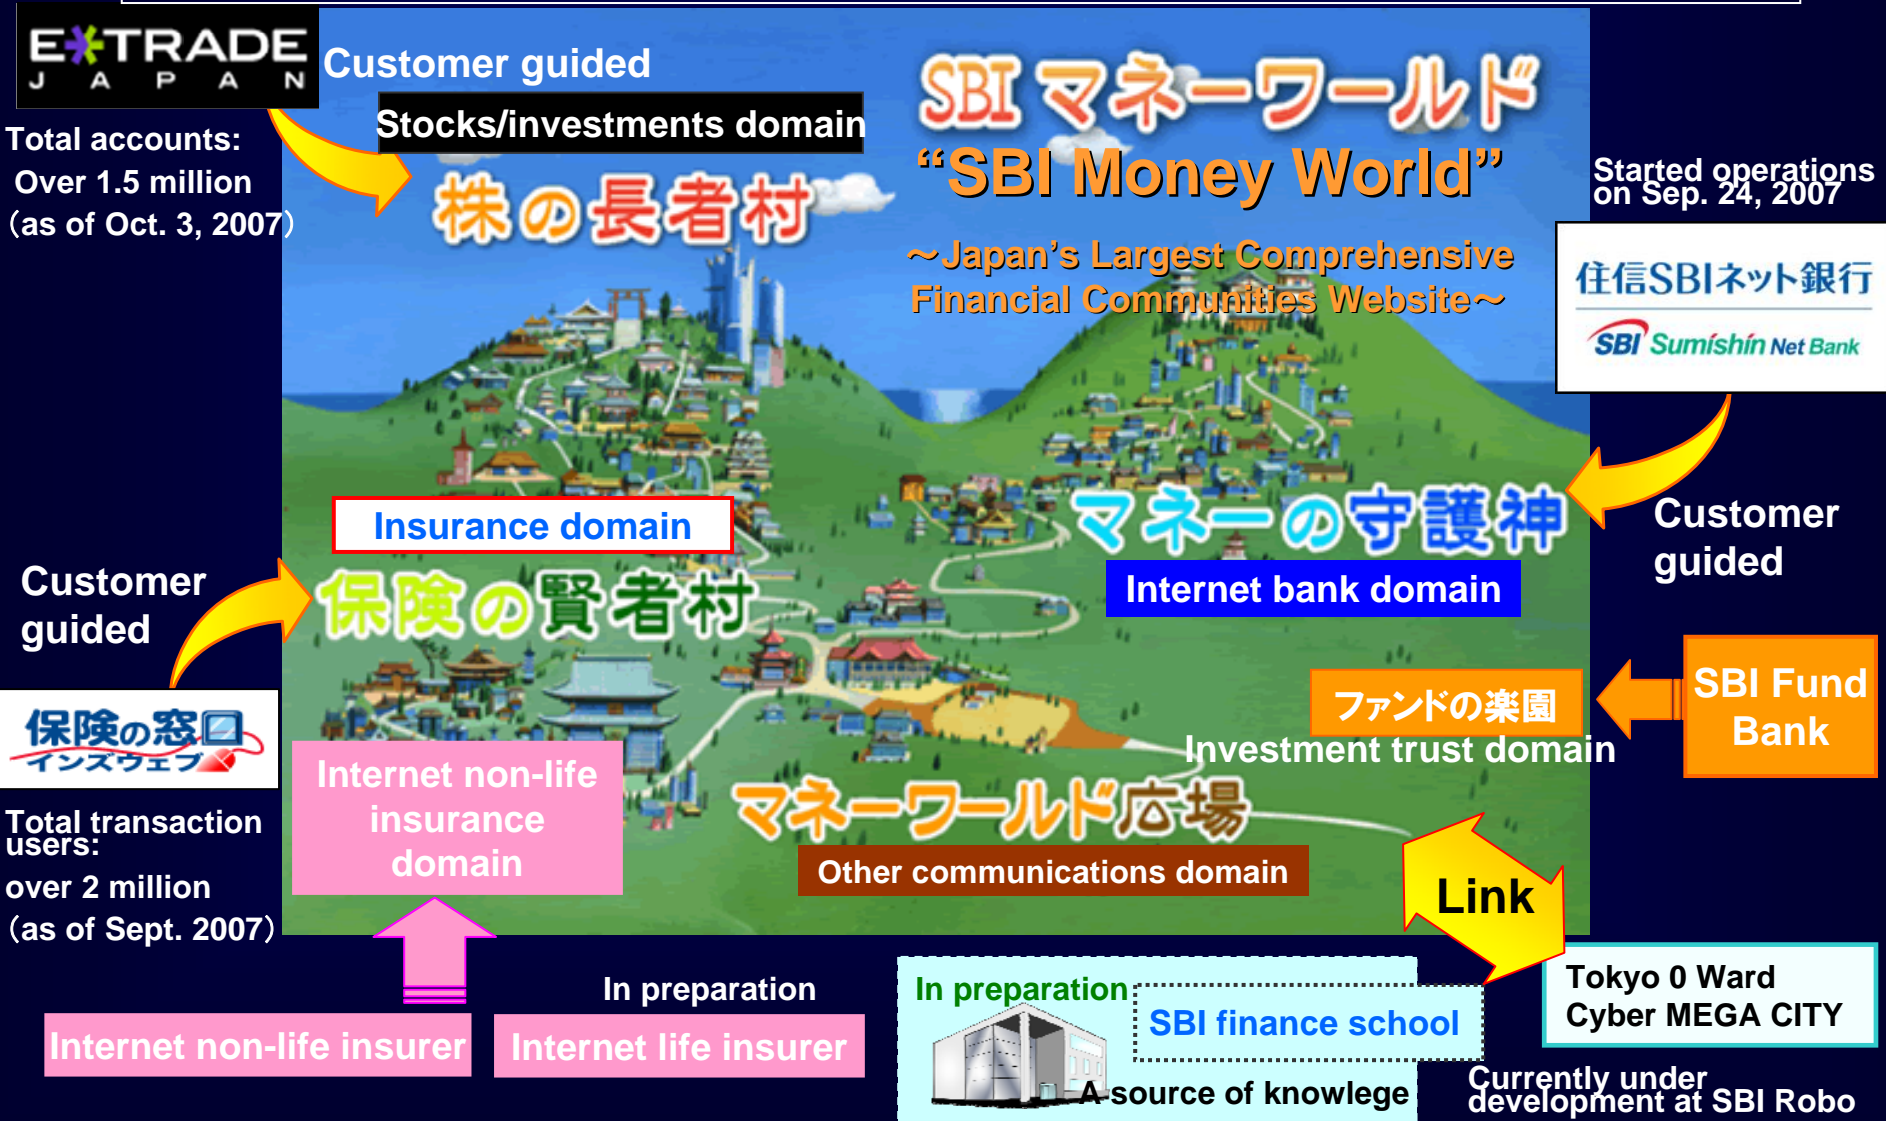 E*TRADE
JAPAN
Customer guided
Stocks/investments domain
Total accounts:
Over 1.5 million
（as of Oct. 3, 2007）
株の長者村
SBI マネーワールド
“SBI Money World”
～Japan’s Largest Comprehensive
Financial Communities Website～
Started operations
on Sep. 24, 2007
住信SBIネット銀行
SBI Sumishin Net Bank
Customer
guided
Insurance domain
保険の賢者村
マネーの守護神
Internet bank domain
Customer
guided
保険の窓口
インズウェブ
Total transaction
users:
over 2 million
（as of Sept. 2007）
Internet non-life
insurance
domain
ファンドの楽園
Investment trust domain
SBI Fund
Bank
マネーワールド広場
Other communications domain
Link
Tokyo 0 Ward
Cyber MEGA CITY
Currently under
development at SBI Robo
Internet non-life insurer
In preparation
Internet life insurer
In preparation
SBI finance school
A source of knowlege